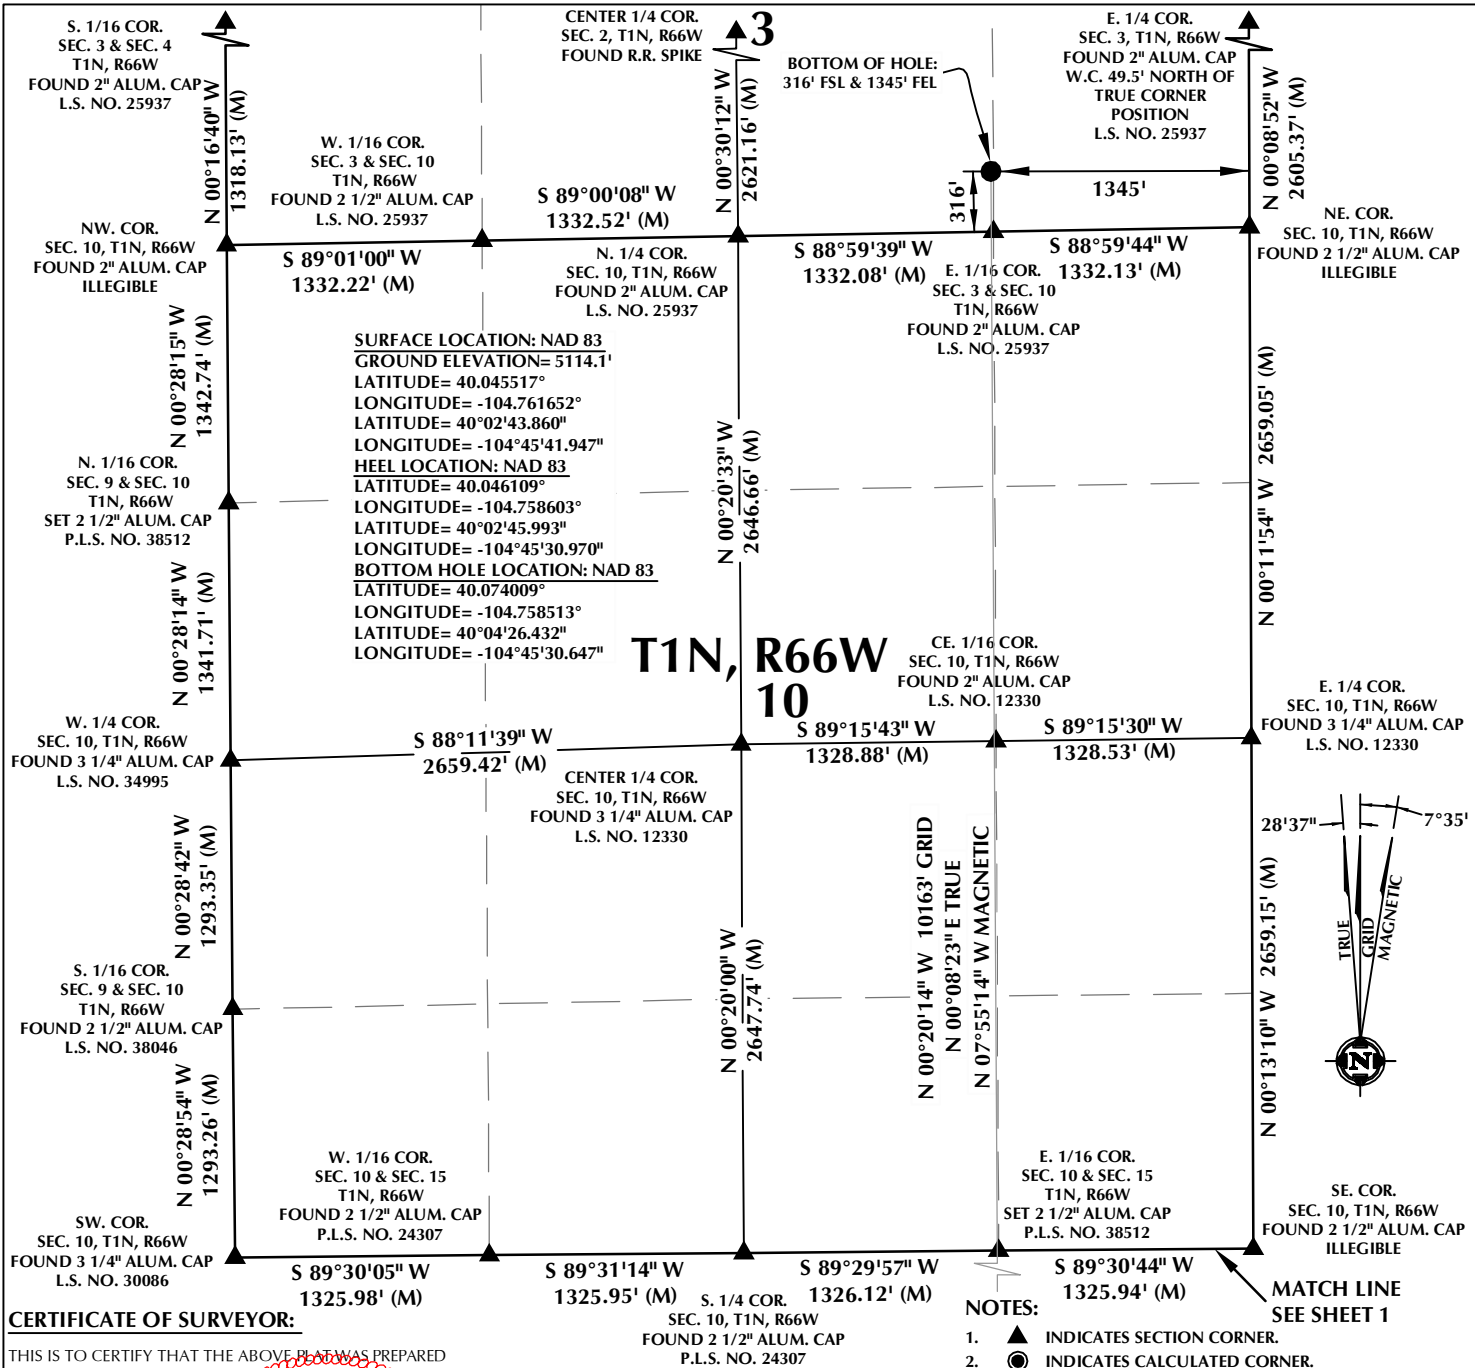 S. 1/16 COR.
SEC. 3 & SEC. 4
T1N, R66W
FOUND 2" ALUM. CAP
L.S. NO. 25937
N 00°16'40" W
1318.13' (M)
CENTER 1/4 COR.
SEC. 2, T1N, R66W
FOUND R.R. SPIKE
3
N 00°30'12" W
2621.16' (M)
BOTTOM OF HOLE:
316' FSL & 1345' FEL
E. 1/4 COR.
SEC. 3, T1N, R66W
FOUND 2" ALUM. CAP
W.C. 49.5' NORTH OF
TRUE CORNER
POSITION
L.S. NO. 25937
N 00°08'52" W
2605.37' (M)
W. 1/16 COR.
SEC. 3 & SEC. 10
T1N, R66W
FOUND 2 1/2" ALUM. CAP
L.S. NO. 25937
S 89°00'08" W
1332.52' (M)
316'
1345'
NW. COR.
SEC. 10, T1N, R66W
FOUND 2" ALUM. CAP
ILLEGIBLE
S 89°01'00" W
1332.22' (M)
N. 1/4 COR.
SEC. 10, T1N, R66W
FOUND 2" ALUM. CAP
L.S. NO. 25937
S 88°59'39" W
1332.08' (M)
E. 1/16 COR.
SEC. 3 & SEC. 10
T1N, R66W
FOUND 2" ALUM. CAP
L.S. NO. 25937
S 88°59'44" W
1332.13' (M)
NE. COR.
SEC. 10, T1N, R66W
FOUND 2 1/2" ALUM. CAP
ILLEGIBLE
N 00°28'15" W
1342.74' (M)
SURFACE LOCATION: NAD 83
GROUND ELEVATION= 5114.1'
LATITUDE= 40.045517°
LONGITUDE= -104.761652°
LATITUDE= 40°02'43.860"
LONGITUDE= -104°45'41.947"
HEEL LOCATION: NAD 83
LATITUDE= 40.046109°
LONGITUDE= -104.758603°
LATITUDE= 40°02'45.993"
LONGITUDE= -104°45'30.970"
BOTTOM HOLE LOCATION: NAD 83
LATITUDE= 40.074009°
LONGITUDE= -104.758513°
LATITUDE= 40°04'26.432"
LONGITUDE= -104°45'30.647"
N 00°20'33" W
2646.66' (M)
N 00°11'54" W 2659.05' (M)
N. 1/16 COR.
SEC. 9 & SEC. 10
T1N, R66W
SET 2 1/2" ALUM. CAP
P.L.S. NO. 38512
N 00°28'14" W
1341.71' (M)
T1N, R66W
10
CE. 1/16 COR.
SEC. 10, T1N, R66W
FOUND 2" ALUM. CAP
L.S. NO. 12330
W. 1/4 COR.
SEC. 10, T1N, R66W
FOUND 3 1/4" ALUM. CAP
L.S. NO. 34995
S 88°11'39" W
2659.42' (M)
CENTER 1/4 COR.
SEC. 10, T1N, R66W
FOUND 3 1/4" ALUM. CAP
L.S. NO. 12330
S 89°15'43" W
1328.88' (M)
S 89°15'30" W
1328.53' (M)
E. 1/4 COR.
SEC. 10, T1N, R66W
FOUND 3 1/4" ALUM. CAP
L.S. NO. 12330
N 00°28'42" W
1293.35' (M)
N 00°20'00" W
2647.74' (M)
N 00°20'14" W 10163' GRID
N 00°08'23" E TRUE
N 07°55'14" W MAGNETIC
N 00°13'10" W 2659.15' (M)
28'37"
7°35'
TRUE
GRID
MAGNETIC
N
S. 1/16 COR.
SEC. 9 & SEC. 10
T1N, R66W
FOUND 2 1/2" ALUM. CAP
L.S. NO. 38046
N 00°28'54" W
1293.26' (M)
W. 1/16 COR.
SEC. 10 & SEC. 15
T1N, R66W
FOUND 2 1/2" ALUM. CAP
P.L.S. NO. 24307
E. 1/16 COR.
SEC. 10 & SEC. 15
T1N, R66W
SET 2 1/2" ALUM. CAP
P.L.S. NO. 38512
SE. COR.
SEC. 10, T1N, R66W
FOUND 2 1/2" ALUM. CAP
ILLEGIBLE
SW. COR.
SEC. 10, T1N, R66W
FOUND 3 1/4" ALUM. CAP
L.S. NO. 30086
S 89°30'05" W
1325.98' (M)
S 89°31'14" W
1325.95' (M)
S. 1/4 COR.
SEC. 10, T1N, R66W
FOUND 2 1/2" ALUM. CAP
P.L.S. NO. 24307
S 89°29'57" W
1326.12' (M)
S 89°30'44" W
1325.94' (M)
MATCH LINE
SEE SHEET 1
CERTIFICATE OF SURVEYOR:
THIS IS TO CERTIFY THAT THE ABOVE PLAT WAS PREPARED
NOTES:
1. INDICATES SECTION CORNER.
2. INDICATES CALCULATED CORNER.